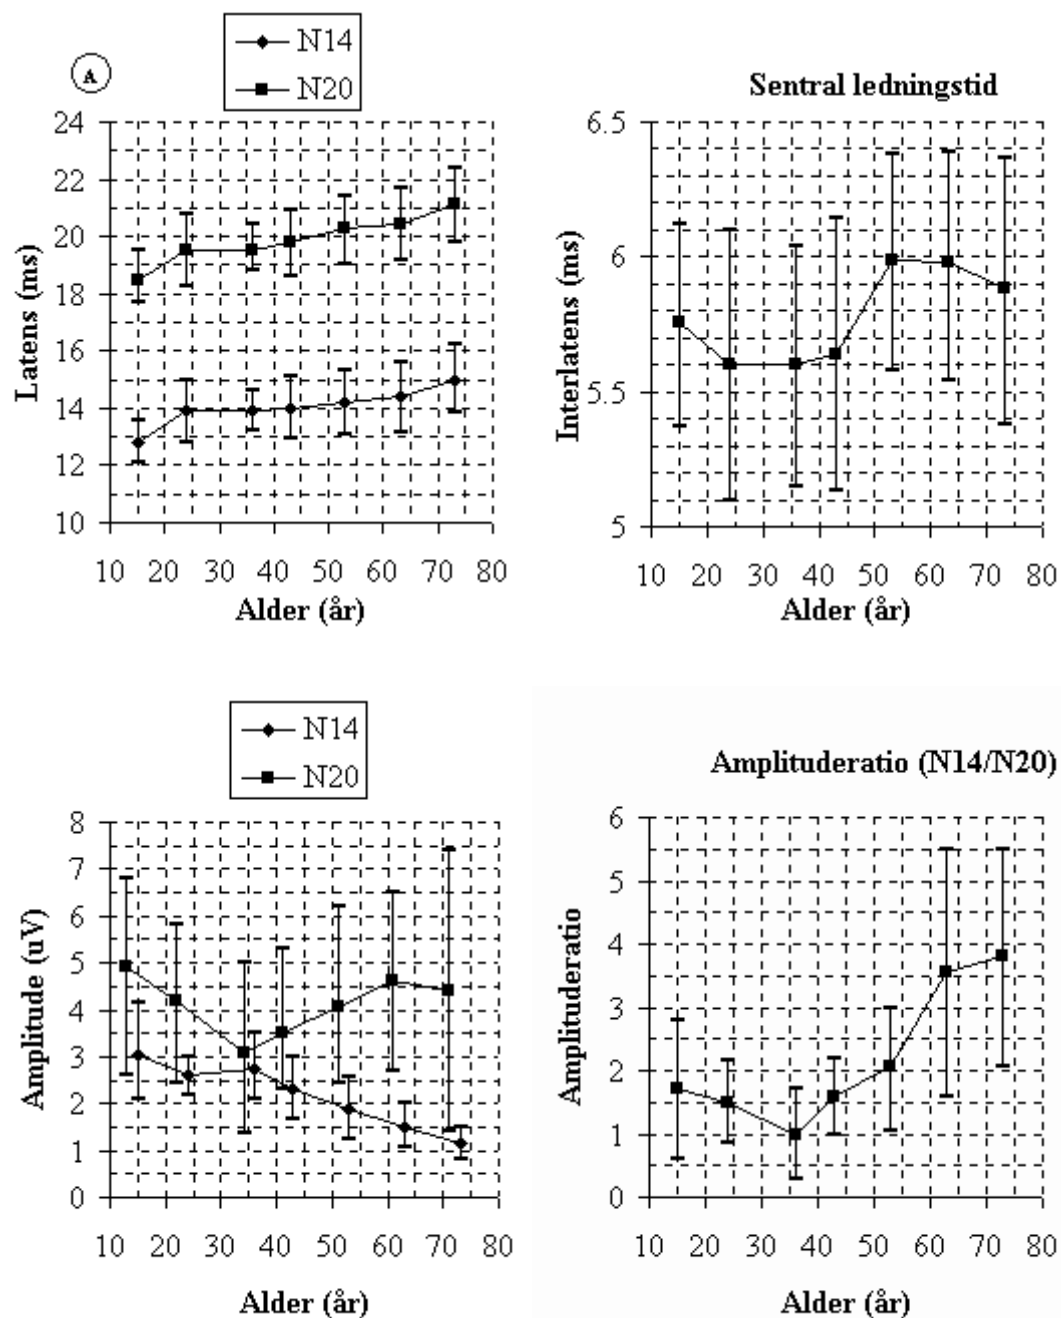 N14
N20
A
24
22
20
18
16
14
12
10
Latens (ms)
10 20 30 40 50 60 70 80
Alder (år)
Sentral ledningstid
6.5
6
5.5
5
Interlatens (ms)
10 20 30 40 50 60 70 80
Alder (år)
N14
N20
8
7
6
5
4
3
2
1
0
Amplitude (uV)
10 20 30 40 50 60 70 80
Alder (år)
Amplituderatio (N14/N20)
6
5
4
3
2
1
0
Amplituderatio
10 20 30 40 50 60 70 80
Alder (år)